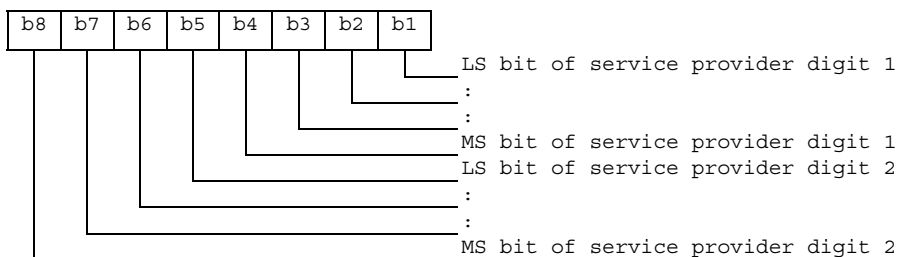 b8 b7 b6 b5 b4 b3 b2 b1
LS bit of service provider digit 1
:
:
MS bit of service provider digit 1
LS bit of service provider digit 2
:
:
MS bit of service provider digit 2